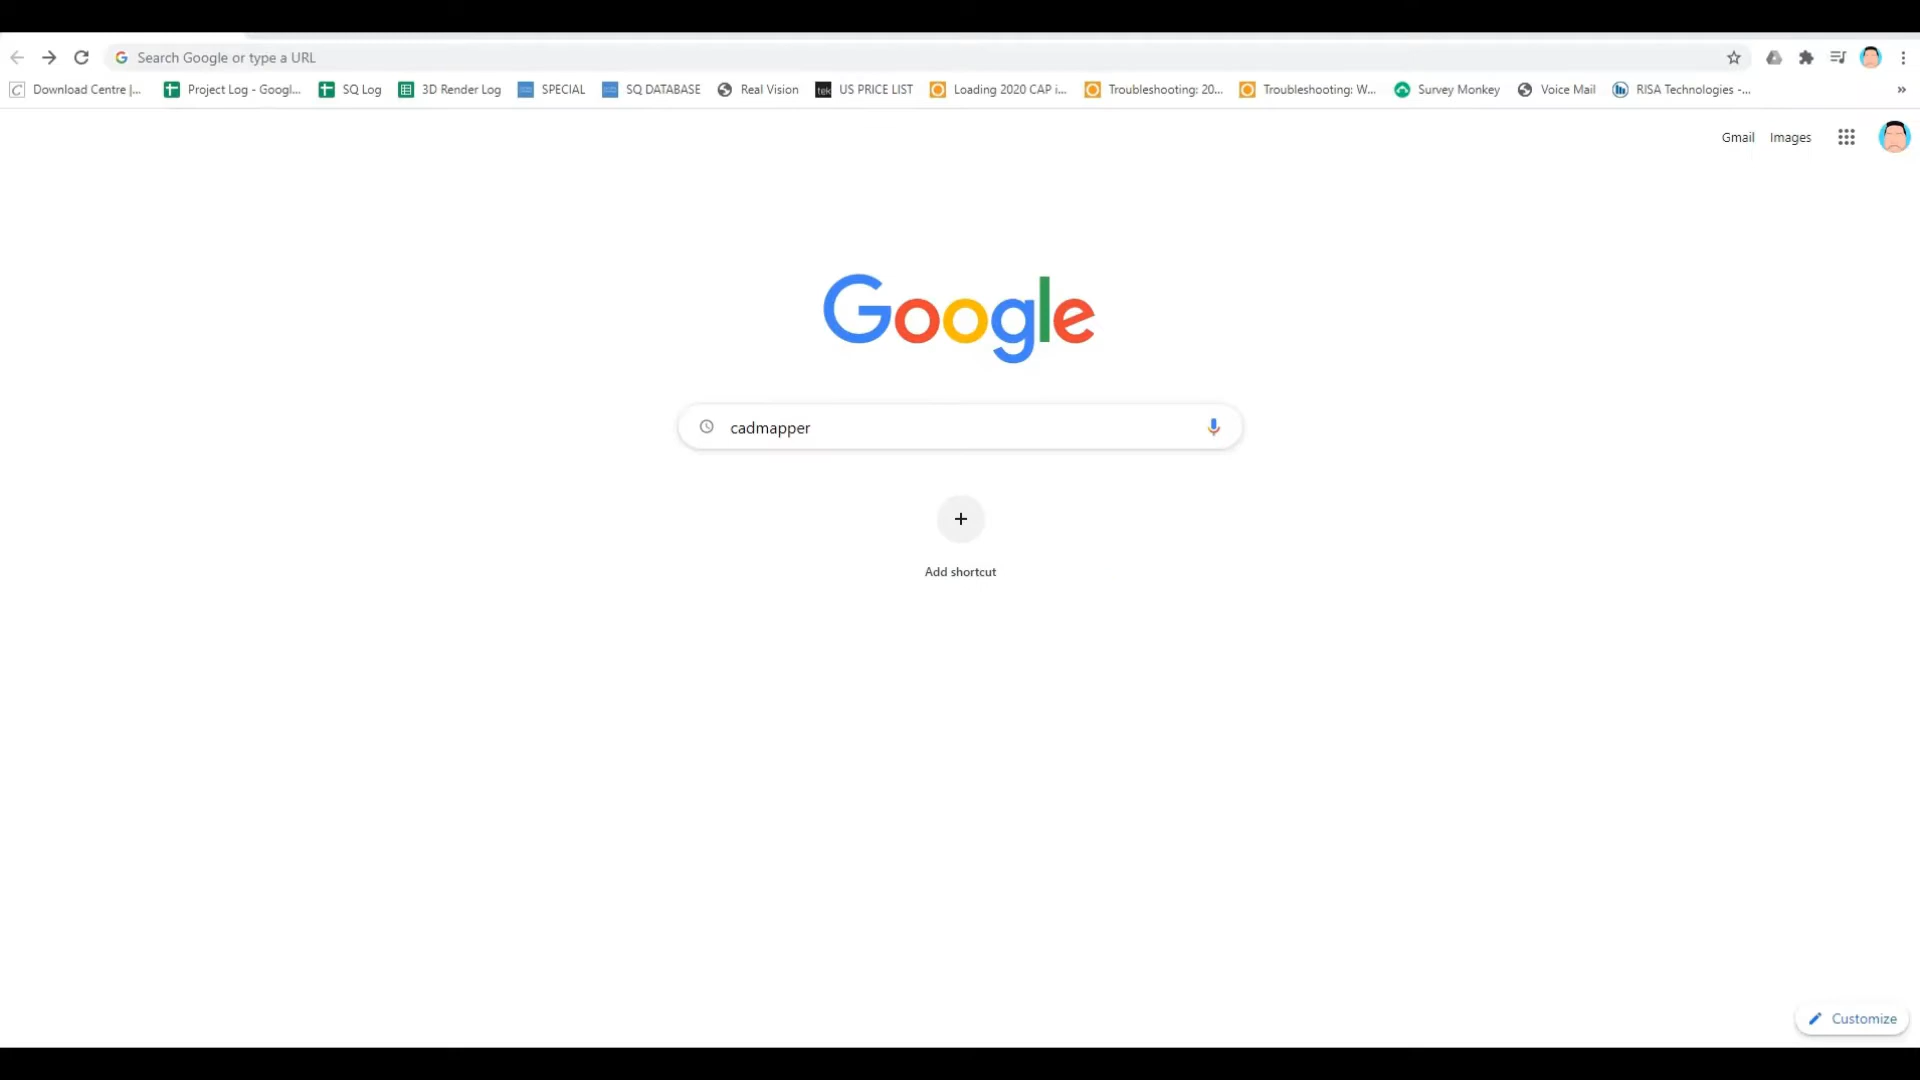 Search Google or type a URL
Download Centre |... Project Log - Googl... SQ Log 3D Render Log SPECIAL SQ DATABASE Real Vision tek US PRICE LIST Loading 2020 CAP i... Troubleshooting: 20... Troubleshooting: W... Survey Monkey Voice Mail RISA Technologies -... »
Gmail Images
Google
cadmapper
Add shortcut
Customize